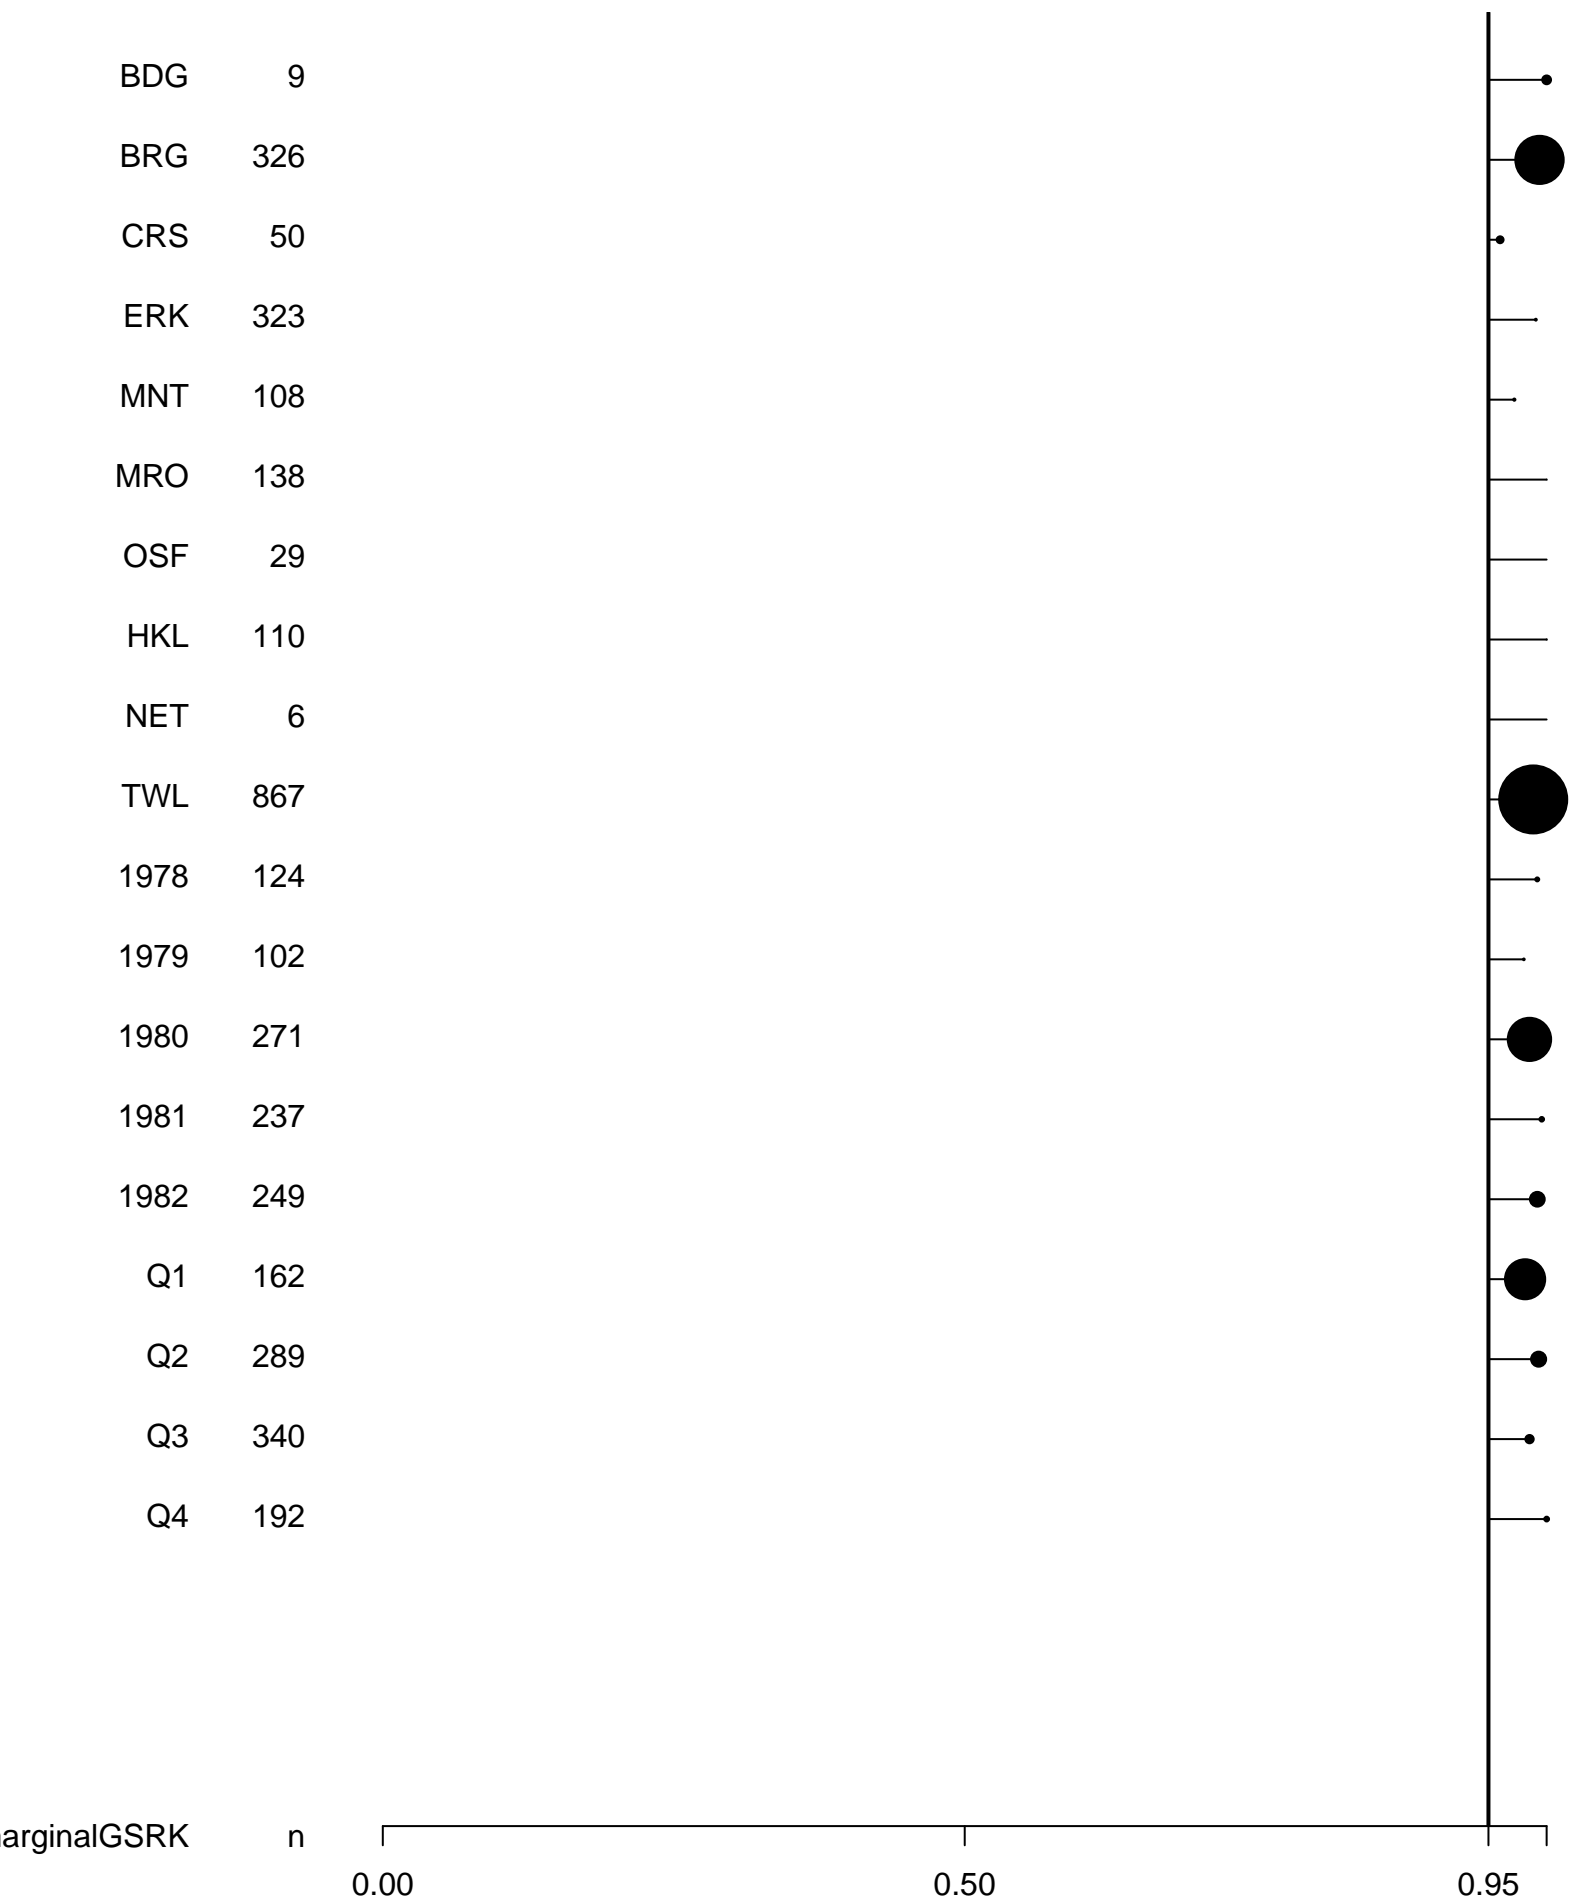 BDG 9
BRG 326
CRS 50
ERK 323
MNT 108
MRO 138
OSF 29
HKL 110
NET 6
TWL 867
1978 124
1979 102
1980 271
1981 237
1982 249
Q1 162
Q2 289
Q3 340
Q4 192
arginalGSRK n
0.00 0.50 0.95